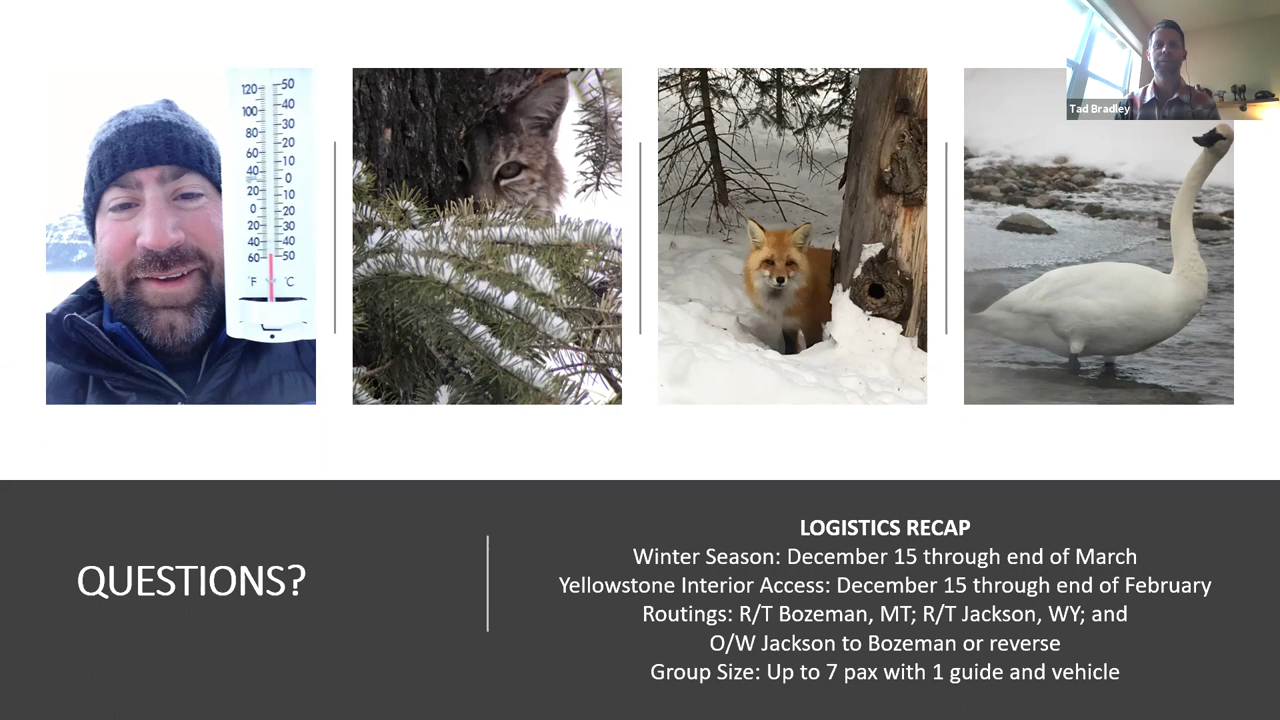 Tad Bradley
120 50
100 40
80 30
60 20
40 10
20 0
0 10
20 20
40 30
60 40
50
°F °C
QUESTIONS?
LOGISTICS RECAP
Winter Season: December 15 through end of March
Yellowstone Interior Access: December 15 through end of February
Routings: R/T Bozeman, MT; R/T Jackson, WY; and
O/W Jackson to Bozeman or reverse
Group Size: Up to 7 pax with 1 guide and vehicle